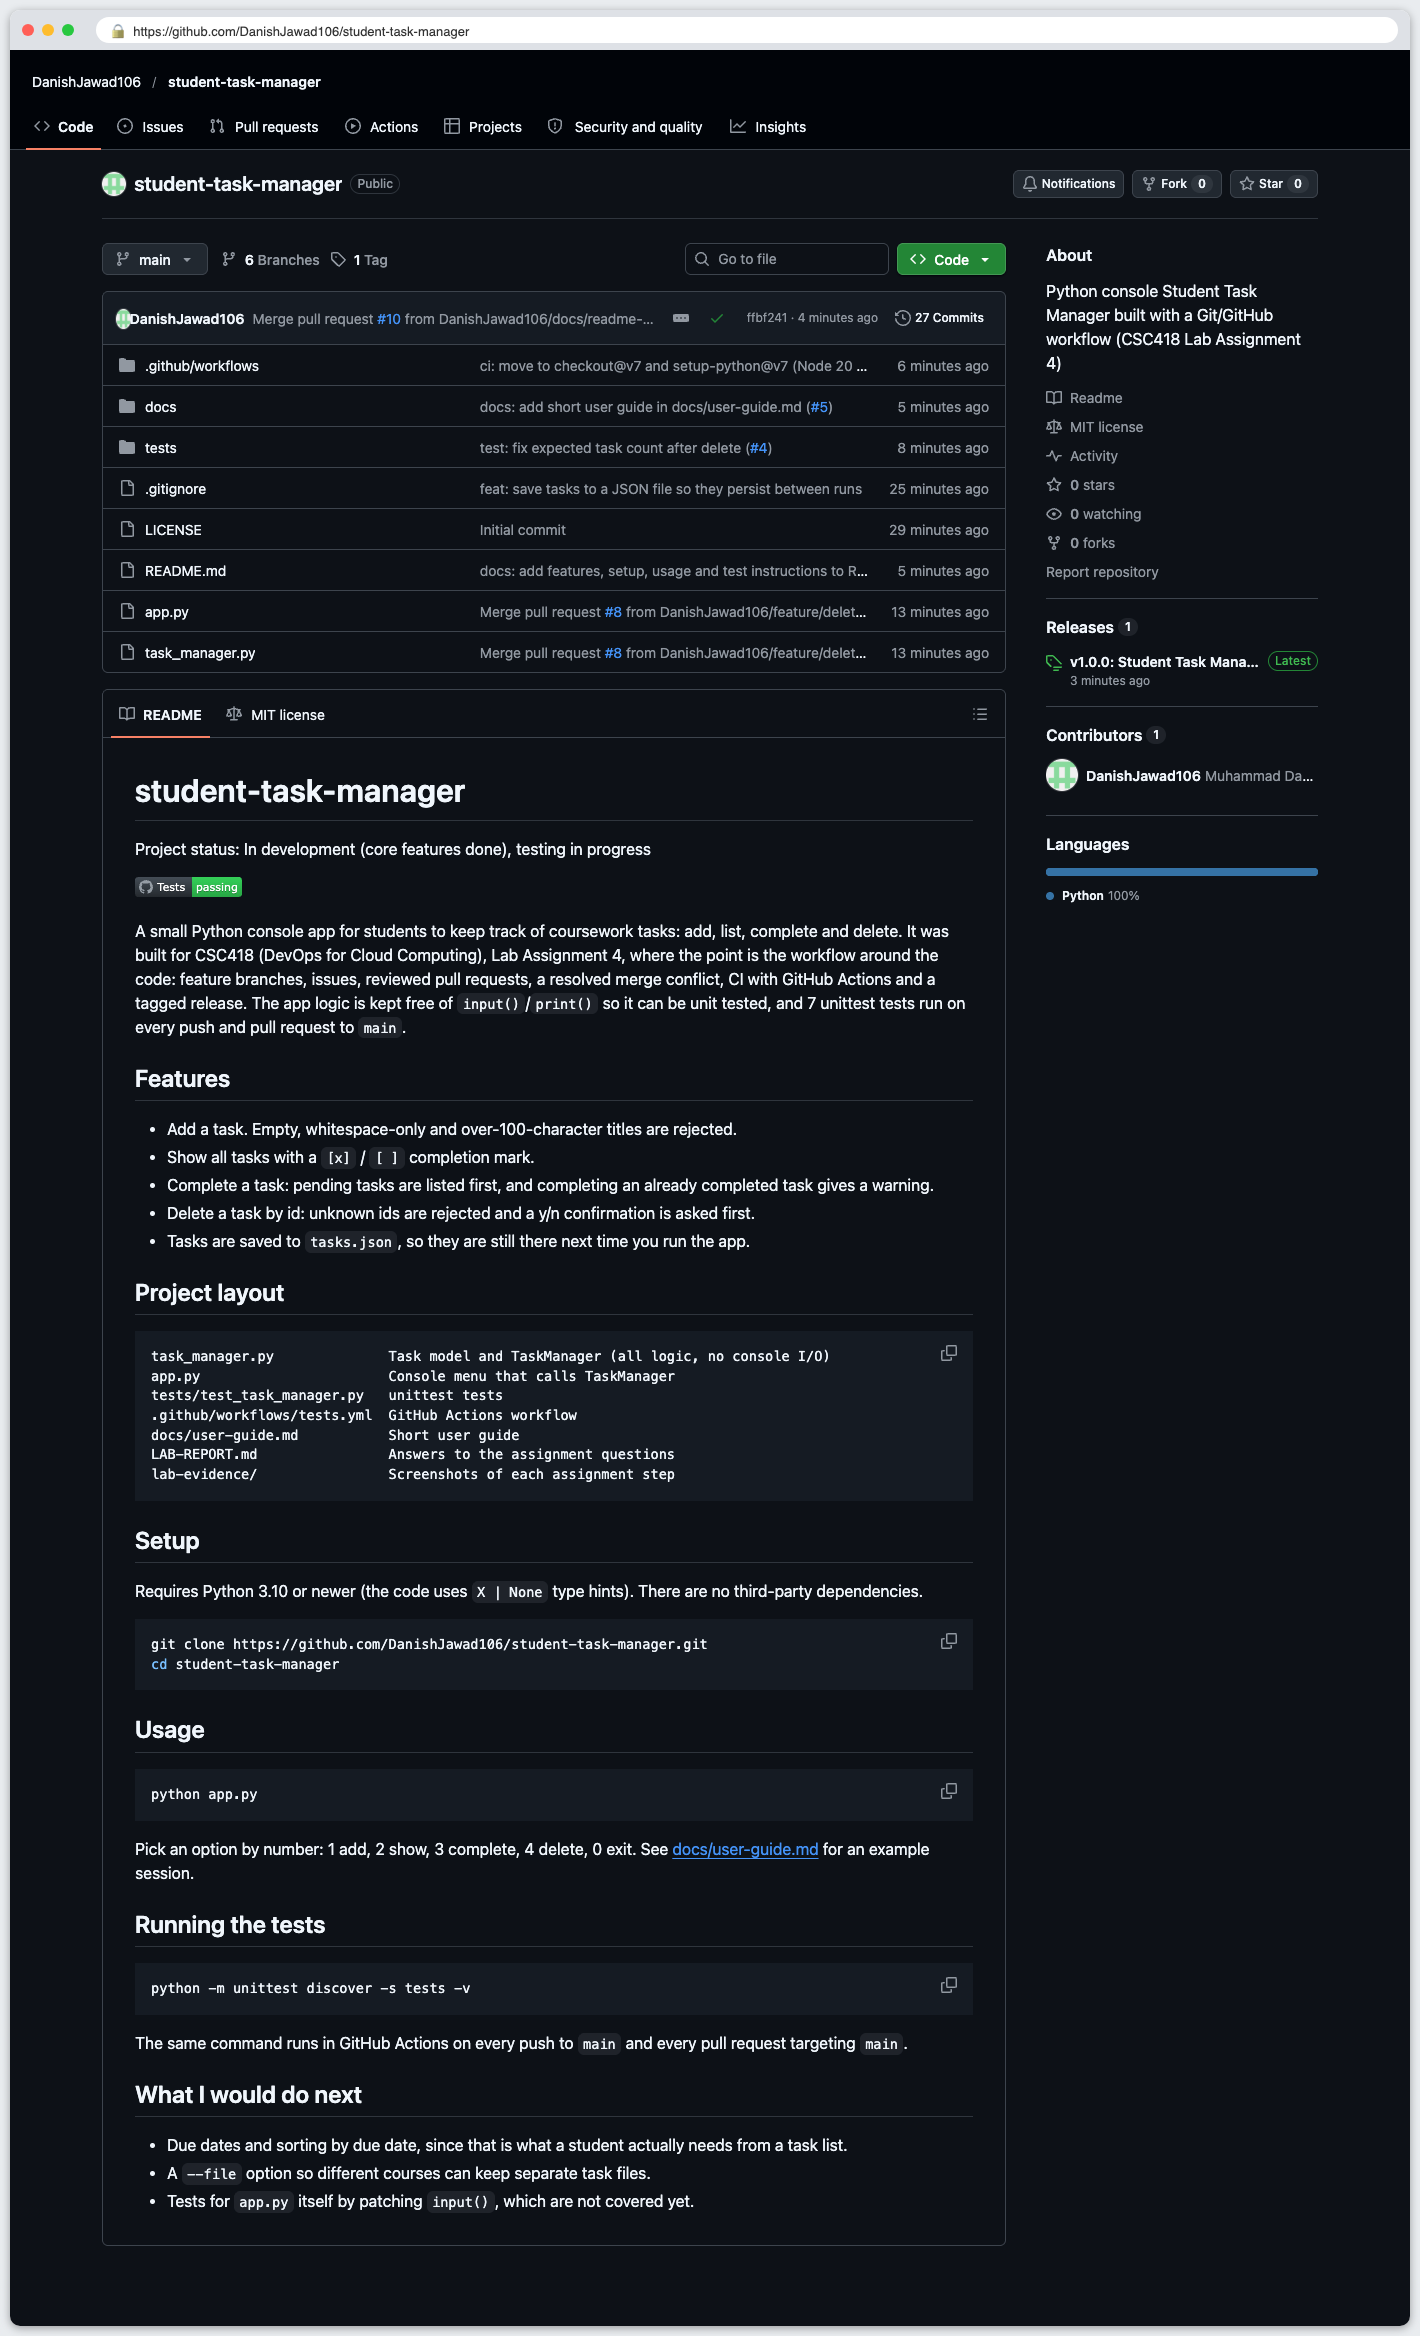 https://github.com/DanishJawad106/student-task-manager
DanishJawad106 / student-task-manager
Code Issues Pull requests Actions Projects Security and quality Insights
student-task-manager Public
Notifications Fork 0 Star 0
main 6 Branches 1 Tag Go to file Code
DanishJawad106 Merge pull request #10 from DanishJawad106/docs/readme-... ffbf241 · 4 minutes ago 27 Commits
.github/workflows ci: move to checkout@v7 and setup-python@v7 (Node 20 ... 6 minutes ago
docs docs: add short user guide in docs/user-guide.md (#5) 5 minutes ago
tests test: fix expected task count after delete (#4) 8 minutes ago
.gitignore feat: save tasks to a JSON file so they persist between runs 25 minutes ago
LICENSE Initial commit 29 minutes ago
README.md docs: add features, setup, usage and test instructions to R... 5 minutes ago
app.py Merge pull request #8 from DanishJawad106/feature/delet... 13 minutes ago
task_manager.py Merge pull request #8 from DanishJawad106/feature/delet... 13 minutes ago
README MIT license
student-task-manager
Project status: In development (core features done), testing in progress
Tests passing
A small Python console app for students to keep track of coursework tasks: add, list, complete and delete. It was
built for CSC418 (DevOps for Cloud Computing), Lab Assignment 4, where the point is the workflow around the
code: feature branches, issues, reviewed pull requests, a resolved merge conflict, CI with GitHub Actions and a
tagged release. The app logic is kept free of input() / print() so it can be unit tested, and 7 unittest tests run on
every push and pull request to main.
Features
• Add a task. Empty, whitespace-only and over-100-character titles are rejected.
• Show all tasks with a [x] / [ ] completion mark.
• Complete a task: pending tasks are listed first, and completing an already completed task gives a warning.
• Delete a task by id: unknown ids are rejected and a y/n confirmation is asked first.
• Tasks are saved to tasks.json, so they are still there next time you run the app.
Project layout
task_manager.py Task model and TaskManager (all logic, no console I/O)
app.py Console menu that calls TaskManager
tests/test_task_manager.py unittest tests
.github/workflows/tests.yml GitHub Actions workflow
docs/user-guide.md Short user guide
LAB-REPORT.md Answers to the assignment questions
lab-evidence/ Screenshots of each assignment step
Setup
Requires Python 3.10 or newer (the code uses X | None type hints). There are no third-party dependencies.
git clone https://github.com/DanishJawad106/student-task-manager.git
cd student-task-manager
Usage
python app.py
Pick an option by number: 1 add, 2 show, 3 complete, 4 delete, 0 exit. See docs/user-guide.md for an example
session.
Running the tests
python -m unittest discover -s tests -v
The same command runs in GitHub Actions on every push to main and every pull request targeting main.
What I would do next
• Due dates and sorting by due date, since that is what a student actually needs from a task list.
• A --file option so different courses can keep separate task files.
• Tests for app.py itself by patching input(), which are not covered yet.
About
Python console Student Task
Manager built with a Git/GitHub
workflow (CSC418 Lab Assignment
4)
Readme
MIT license
Activity
0 stars
0 watching
0 forks
Report repository
Releases 1
v1.0.0: Student Task Mana... Latest
3 minutes ago
Contributors 1
DanishJawad106 Muhammad Da...
Languages
Python 100%